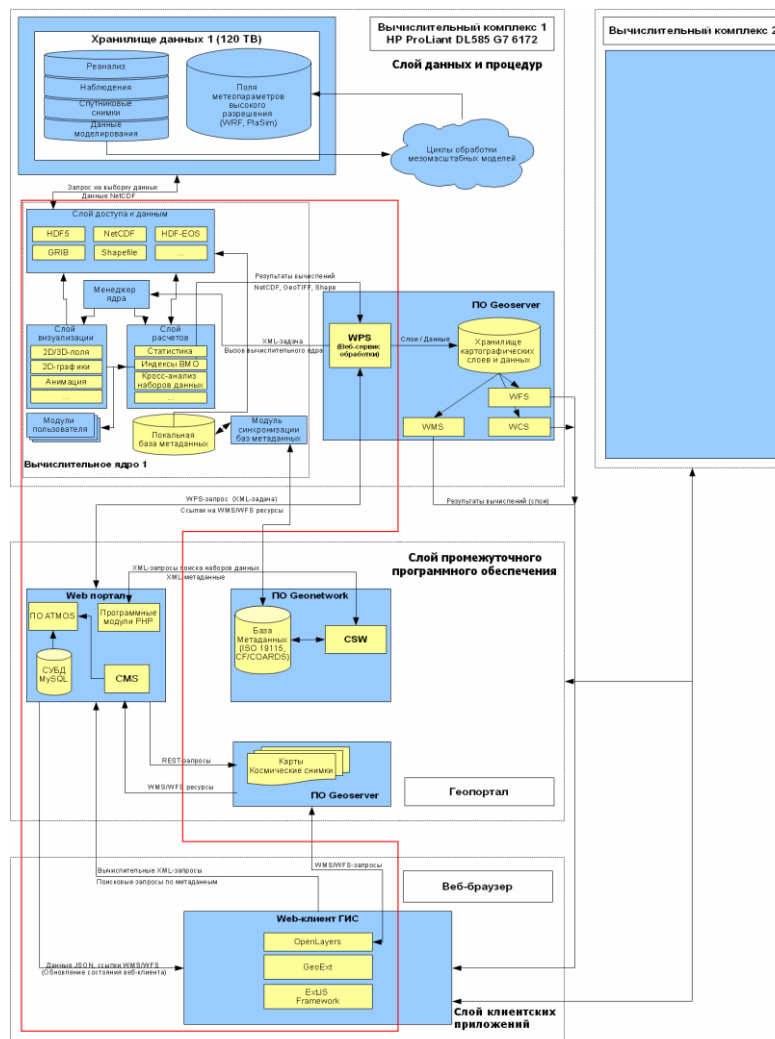 Хранилище данных 1 (120 TB)
Реанализ
Наблюдения
Спутниковые
снимки
Данные
моделирования
Поля
метеопараметров
высокого
разрешения
(WRF, PlaSim)
Вычислительный комплекс 1
HP ProLiant DL585 G7 6172
Слой данных и процедур
Циклы обработки
мезомасштабных моделей
Вычислительный комплекс 2
Запрос на выборку данных
Данные NetCDF
Слой доступа к данным
HDF5
NetCDF
HDF-EOS
GRIB
Shapefile
...
Менеджер
ядра
Результаты вычислений
NetCDF, GeoTIFF, Shape
XML-задача
Вызов вычислительного ядра
Слой
визуализации
2D/3D-поля
2D-графики
Анимация
...
Слой
расчетов
Статистика
Индексы ВМО
Кросс-анализ
наборов данных
...
Модули
пользователя
Локальная
база метаданных
Модуль
синхронизации
баз метаданных
Вычислительное ядро 1
ПО Geoserver
WPS
(Веб-сервис
обработки)
Слои / Данные
Хранилище
картографических
слоев и данных
WFS
WMS
WCS
WPS-запрос (XML-задача)
Ссылки на WMS/WFS ресурсы
Результаты вычислений (слои)
Слой промежуточного
программного обеспечения
XML-запросы поиска наборов данных
XML-метаданные
Web портал
ПО ATMOS
Программные
модули PHP
СУБД
MySQL
CMS
ПО Geonetwork
База
Метаданных
(ISO 19115,
CF/COARDS)
CSW
REST-запросы
WMS/WFS ресурсы
Карты
Космические снимки
ПО Geoserver
Геопортал
WMS/WFS-запросы
Вычислительные XML-запросы
Поисковые запросы по метаданным
Веб-браузер
Web-клиент ГИС
OpenLayers
GeoExt
ExtJS
Framework
Данные JSON, ссылки WMS/WFS
(Обновление состояния веб-клиента)
Слой клиентских
приложений